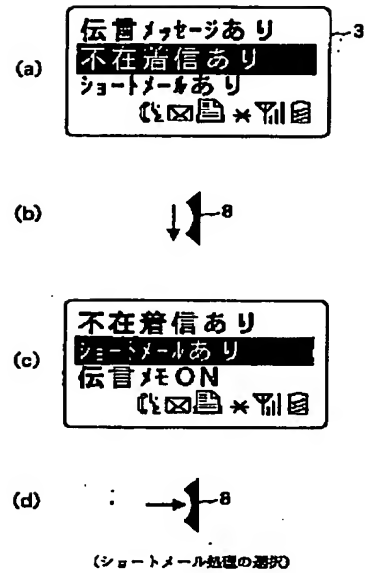 (a)
伝言メッセージあり
不在着信あり
ショートメールあり
3
(b)
8
(c)
不在着信あり
ショートメールあり
伝言メモON
(d)
8
(ショートメール処理の選択)